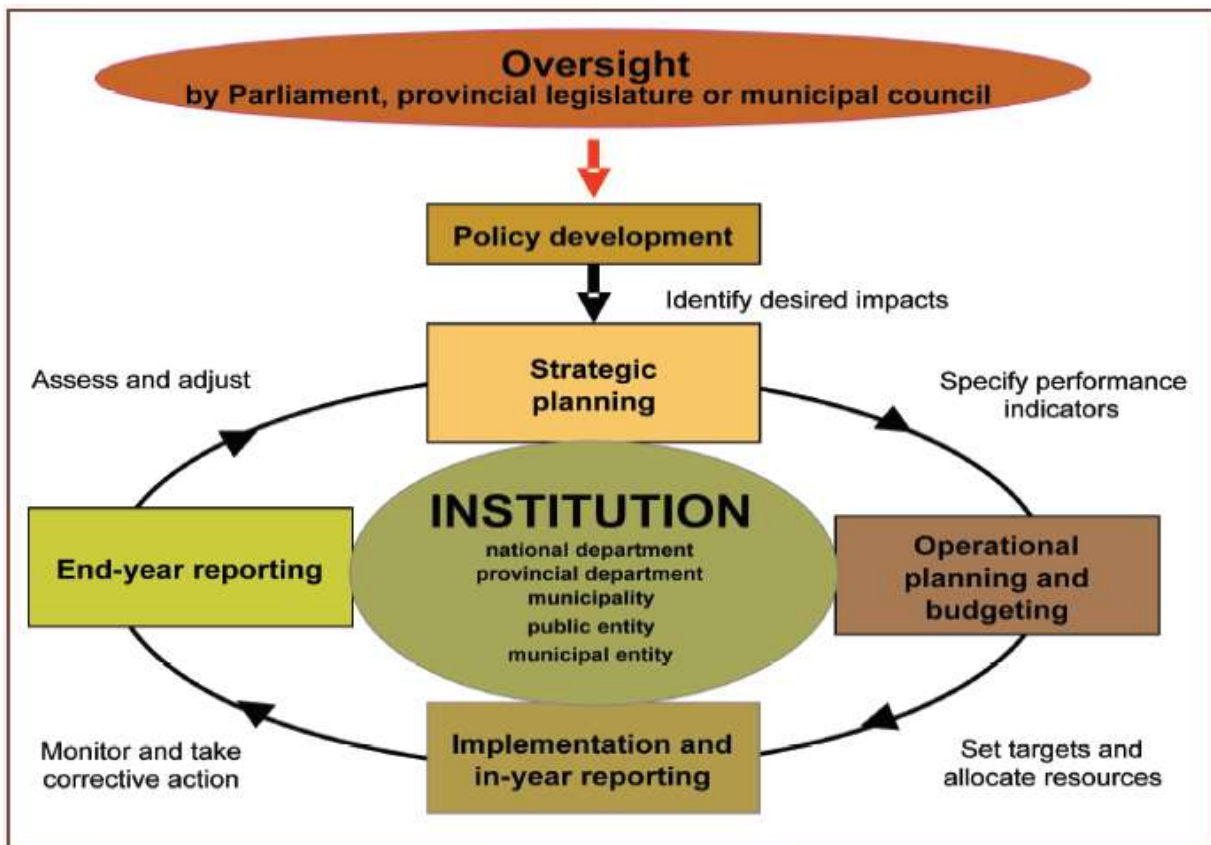 Oversight
by Parliament, provincial legislature or municipal council
Policy development
Identify desired impacts
Strategic
planning
Assess and adjust
Specify performance
indicators
INSTITUTION
national department
provincial department
municipality
public entity
municipal entity
End-year reporting
Operational
planning and
budgeting
Implementation and
in-year reporting
Monitor and take
corrective action
Set targets and
allocate resources